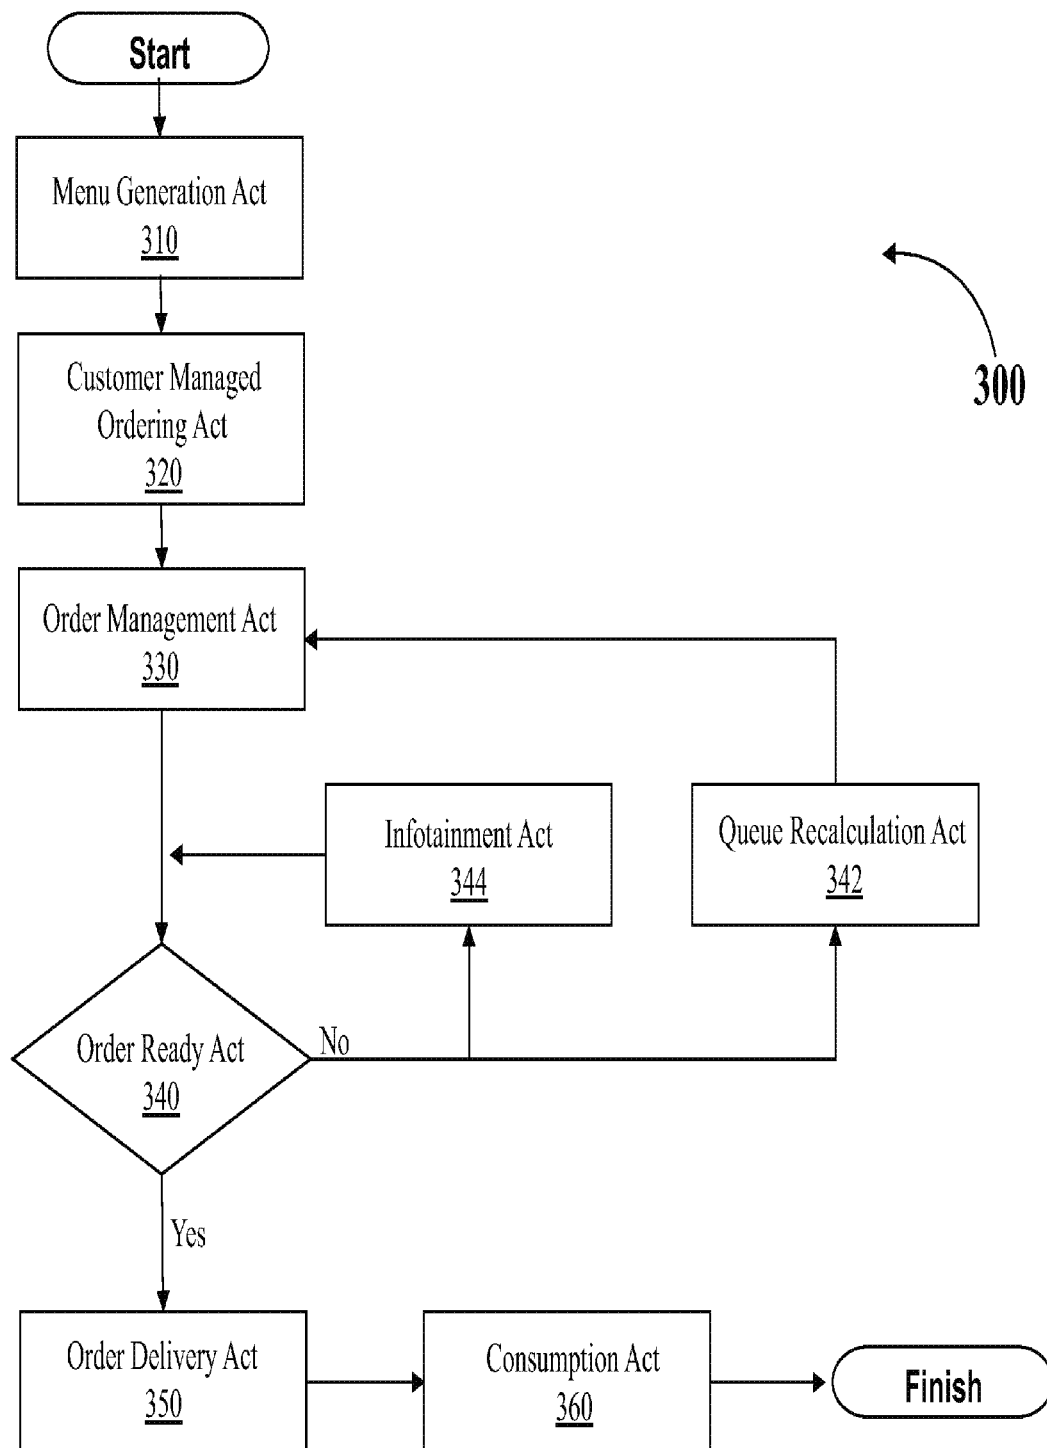 Start
Menu Generation Act
310
300
Customer Managed
Ordering Act
320
Order Management Act
330
Infotainment Act
344
Queue Recalculation Act
342
Order Ready Act
340
No
Yes
Order Delivery Act
350
Consumption Act
360
Finish